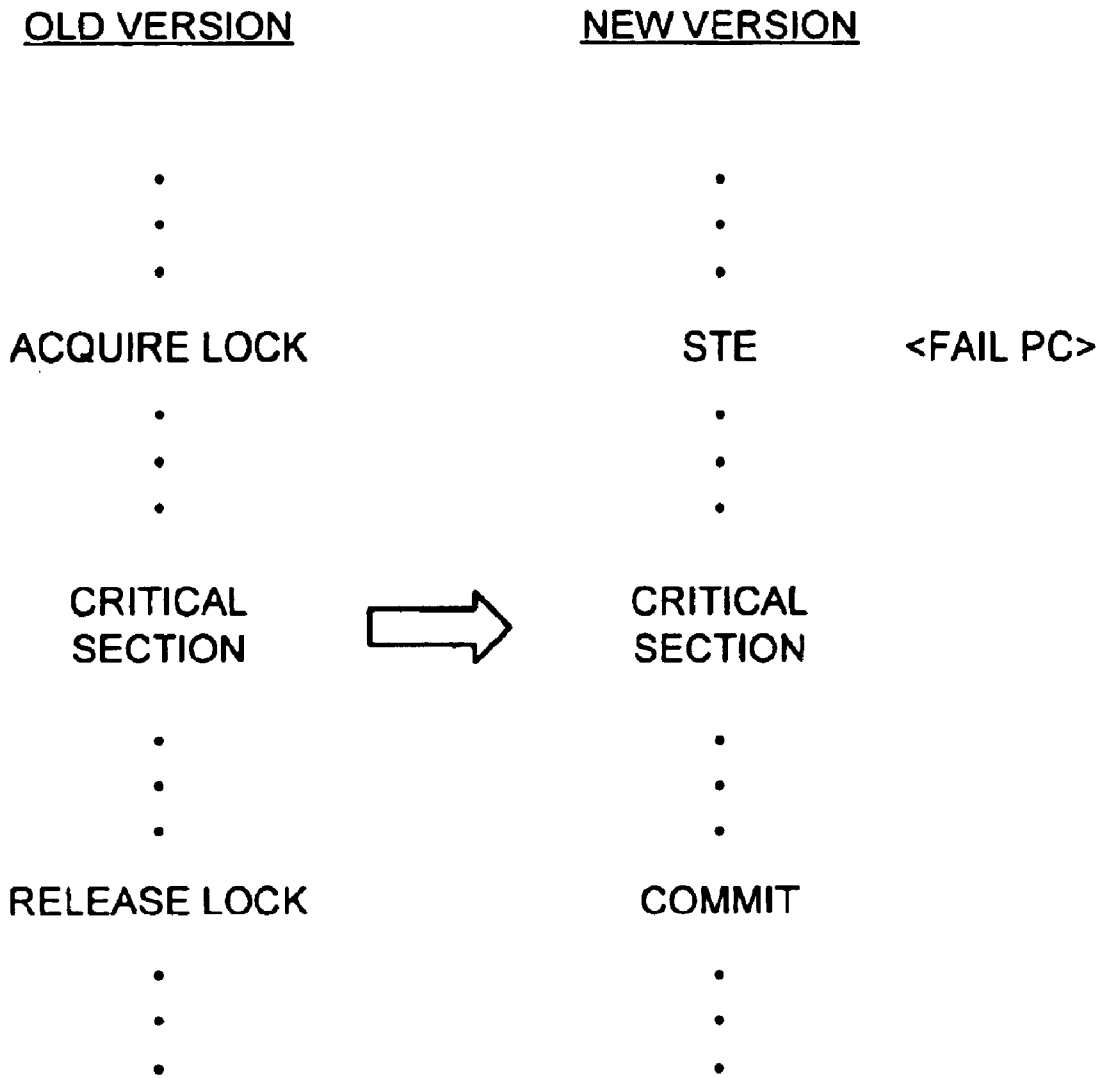 OLD VERSION
NEW VERSION
ACQUIRE LOCK
STE <FAIL PC>
CRITICAL
SECTION
CRITICAL
SECTION
RELEASE LOCK
COMMIT